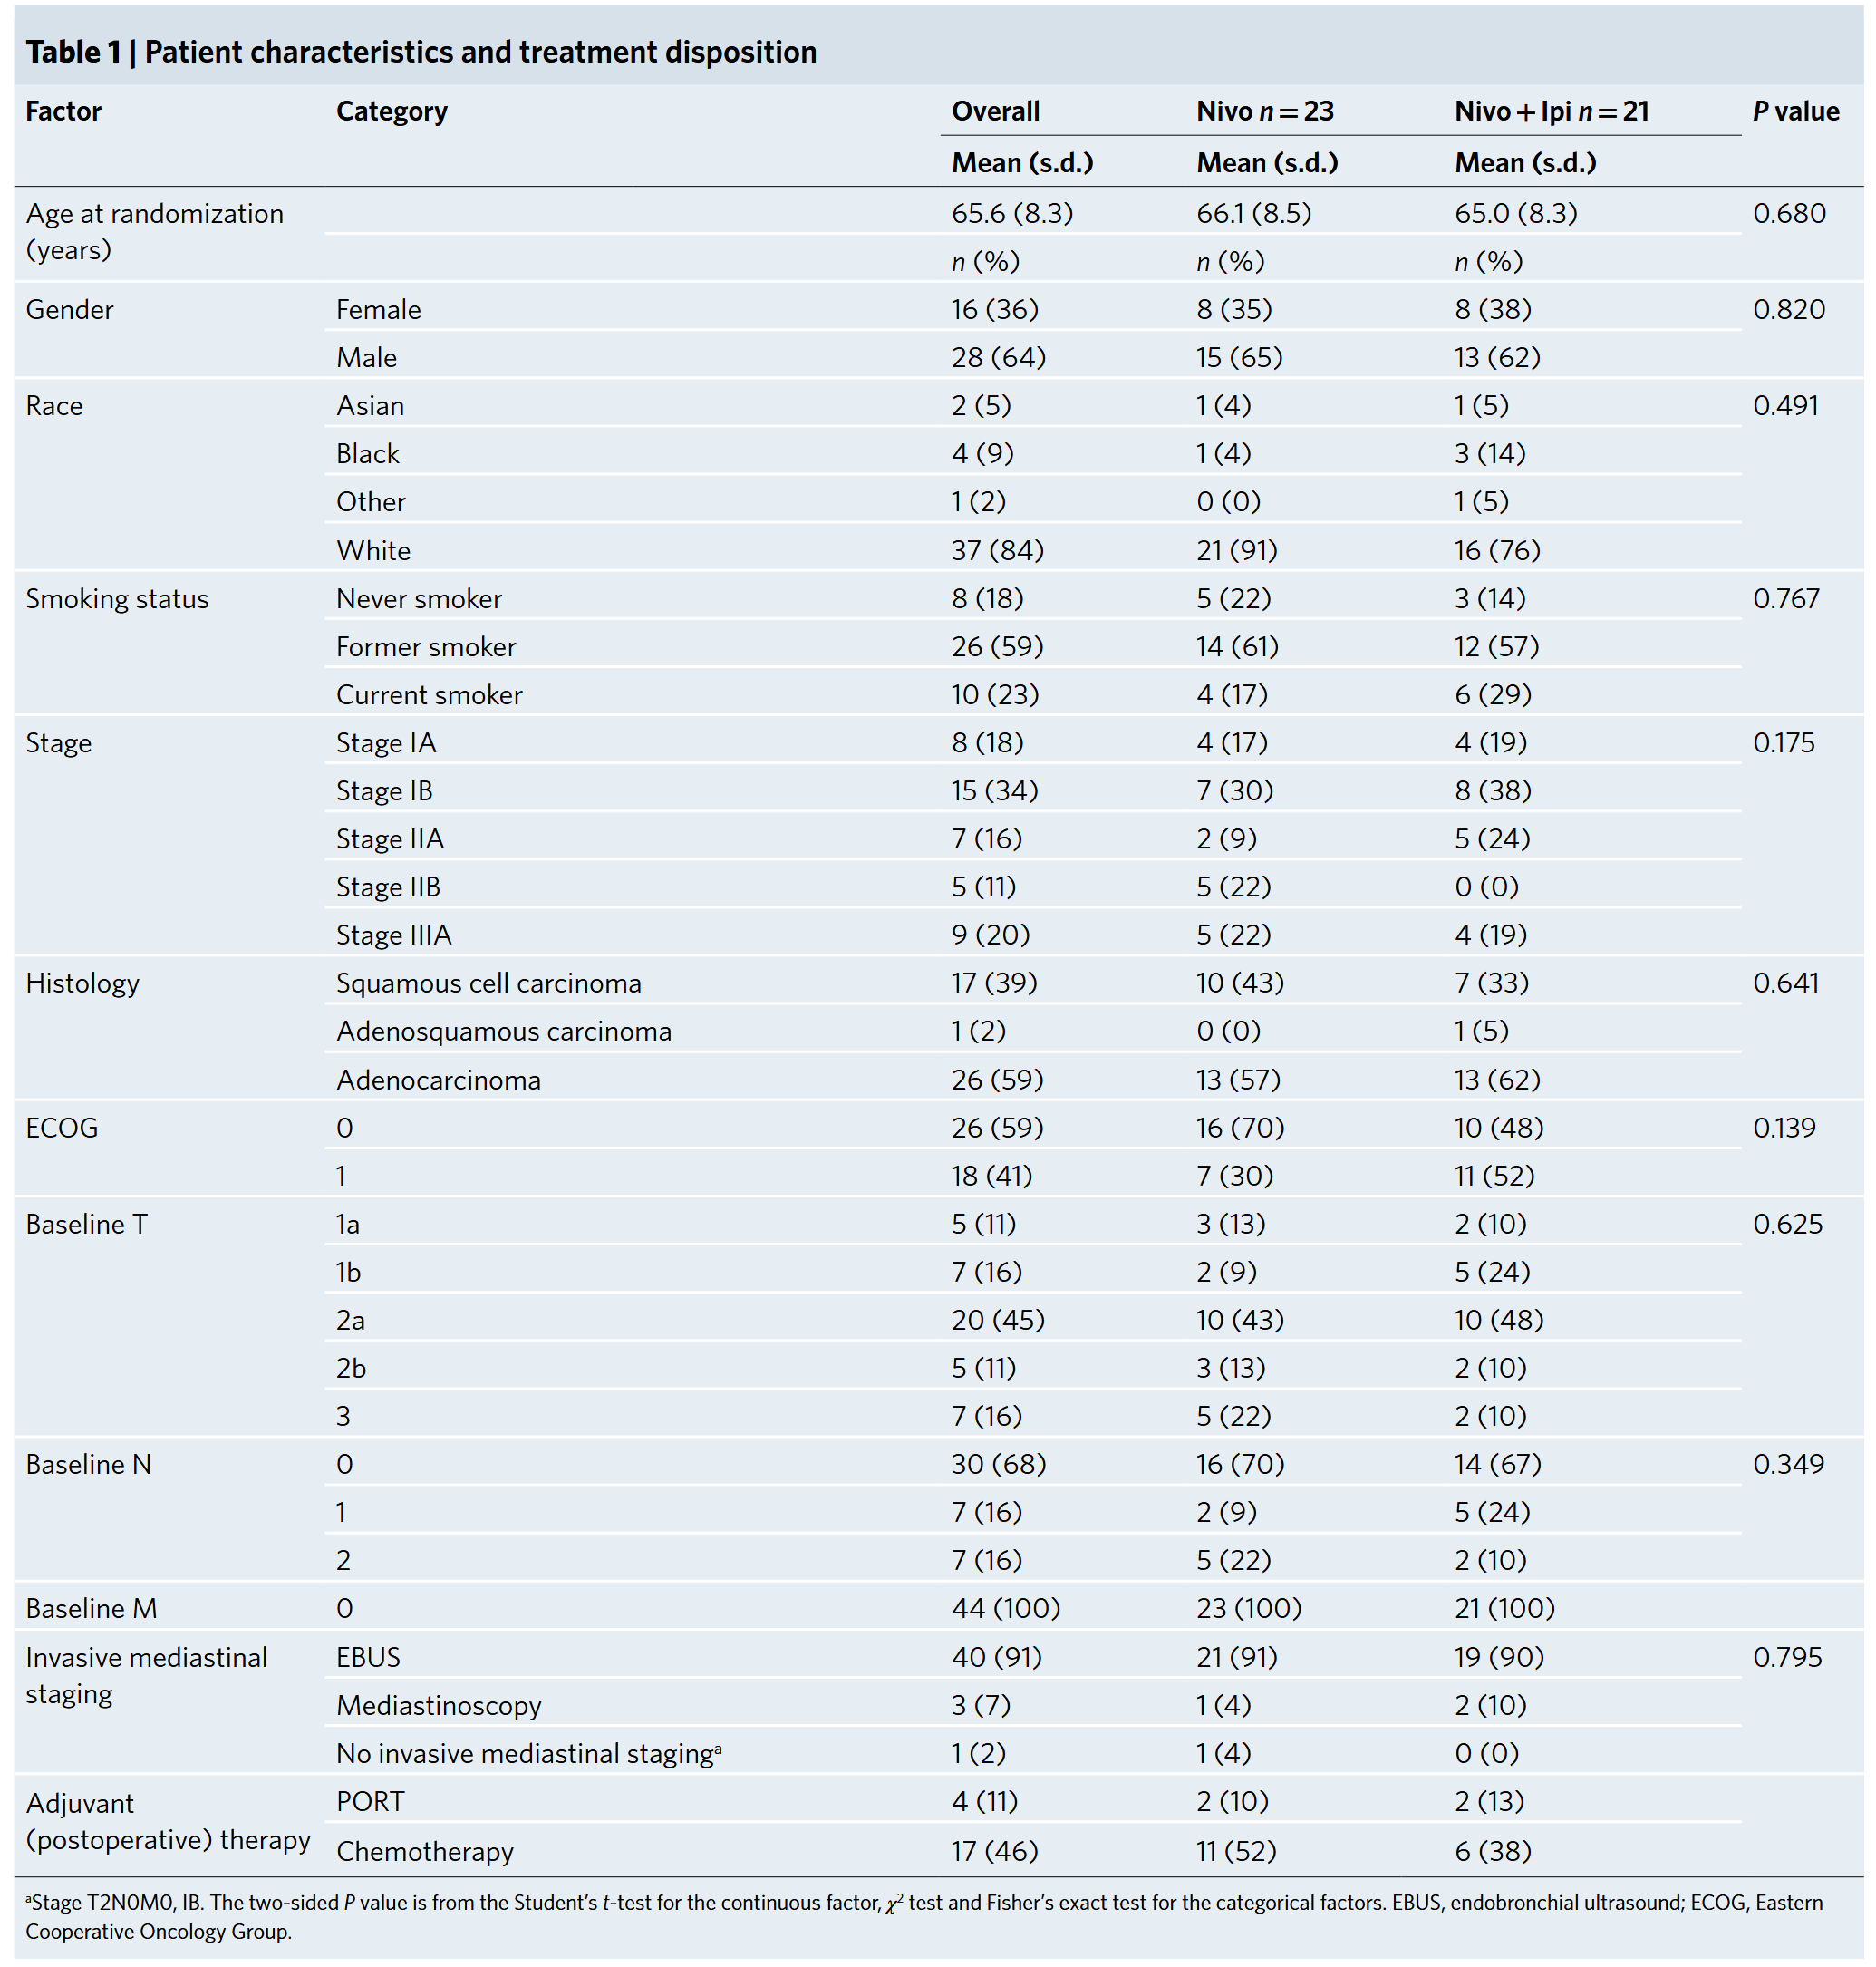 Table 1 | Patient characteristics and treatment disposition
Factor Category Overall Nivo n = 23 Nivo + Ipi n = 21 P value
Mean (s.d.) Mean (s.d.) Mean (s.d.)
Age at randomization (years) 65.6 (8.3) 66.1 (8.5) 65.0 (8.3) 0.680
n (%) n (%) n (%)
Gender Female 16 (36) 8 (35) 8 (38) 0.820
Male 28 (64) 15 (65) 13 (62)
Race Asian 2 (5) 1 (4) 1 (5) 0.491
Black 4 (9) 1 (4) 3 (14)
Other 1 (2) 0 (0) 1 (5)
White 37 (84) 21 (91) 16 (76)
Smoking status Never smoker 8 (18) 5 (22) 3 (14) 0.767
Former smoker 26 (59) 14 (61) 12 (57)
Current smoker 10 (23) 4 (17) 6 (29)
Stage Stage IA 8 (18) 4 (17) 4 (19) 0.175
Stage IB 15 (34) 7 (30) 8 (38)
Stage IIA 7 (16) 2 (9) 5 (24)
Stage IIB 5 (11) 5 (22) 0 (0)
Stage IIIA 9 (20) 5 (22) 4 (19)
Histology Squamous cell carcinoma 17 (39) 10 (43) 7 (33) 0.641
Adenosquamous carcinoma 1 (2) 0 (0) 1 (5)
Adenocarcinoma 26 (59) 13 (57) 13 (62)
ECOG 0 26 (59) 16 (70) 10 (48) 0.139
1 18 (41) 7 (30) 11 (52)
Baseline T 1a 5 (11) 3 (13) 2 (10) 0.625
1b 7 (16) 2 (9) 5 (24)
2a 20 (45) 10 (43) 10 (48)
2b 5 (11) 3 (13) 2 (10)
3 7 (16) 5 (22) 2 (10)
Baseline N 0 30 (68) 16 (70) 14 (67) 0.349
1 7 (16) 2 (9) 5 (24)
2 7 (16) 5 (22) 2 (10)
Baseline M 0 44 (100) 23 (100) 21 (100)
Invasive mediastinal staging EBUS 40 (91) 21 (91) 19 (90) 0.795
Mediastinoscopy 3 (7) 1 (4) 2 (10)
No invasive mediastinal stagingᵃ 1 (2) 1 (4) 0 (0)
Adjuvant (postoperative) therapy PORT 4 (11) 2 (10) 2 (13)
Chemotherapy 17 (46) 11 (52) 6 (38)
ᵃStage T2N0M0, IB. The two-sided P value is from the Student's t-test for the continuous factor, χ² test and Fisher's exact test for the categorical factors. EBUS, endobronchial ultrasound; ECOG, Eastern
Cooperative Oncology Group.